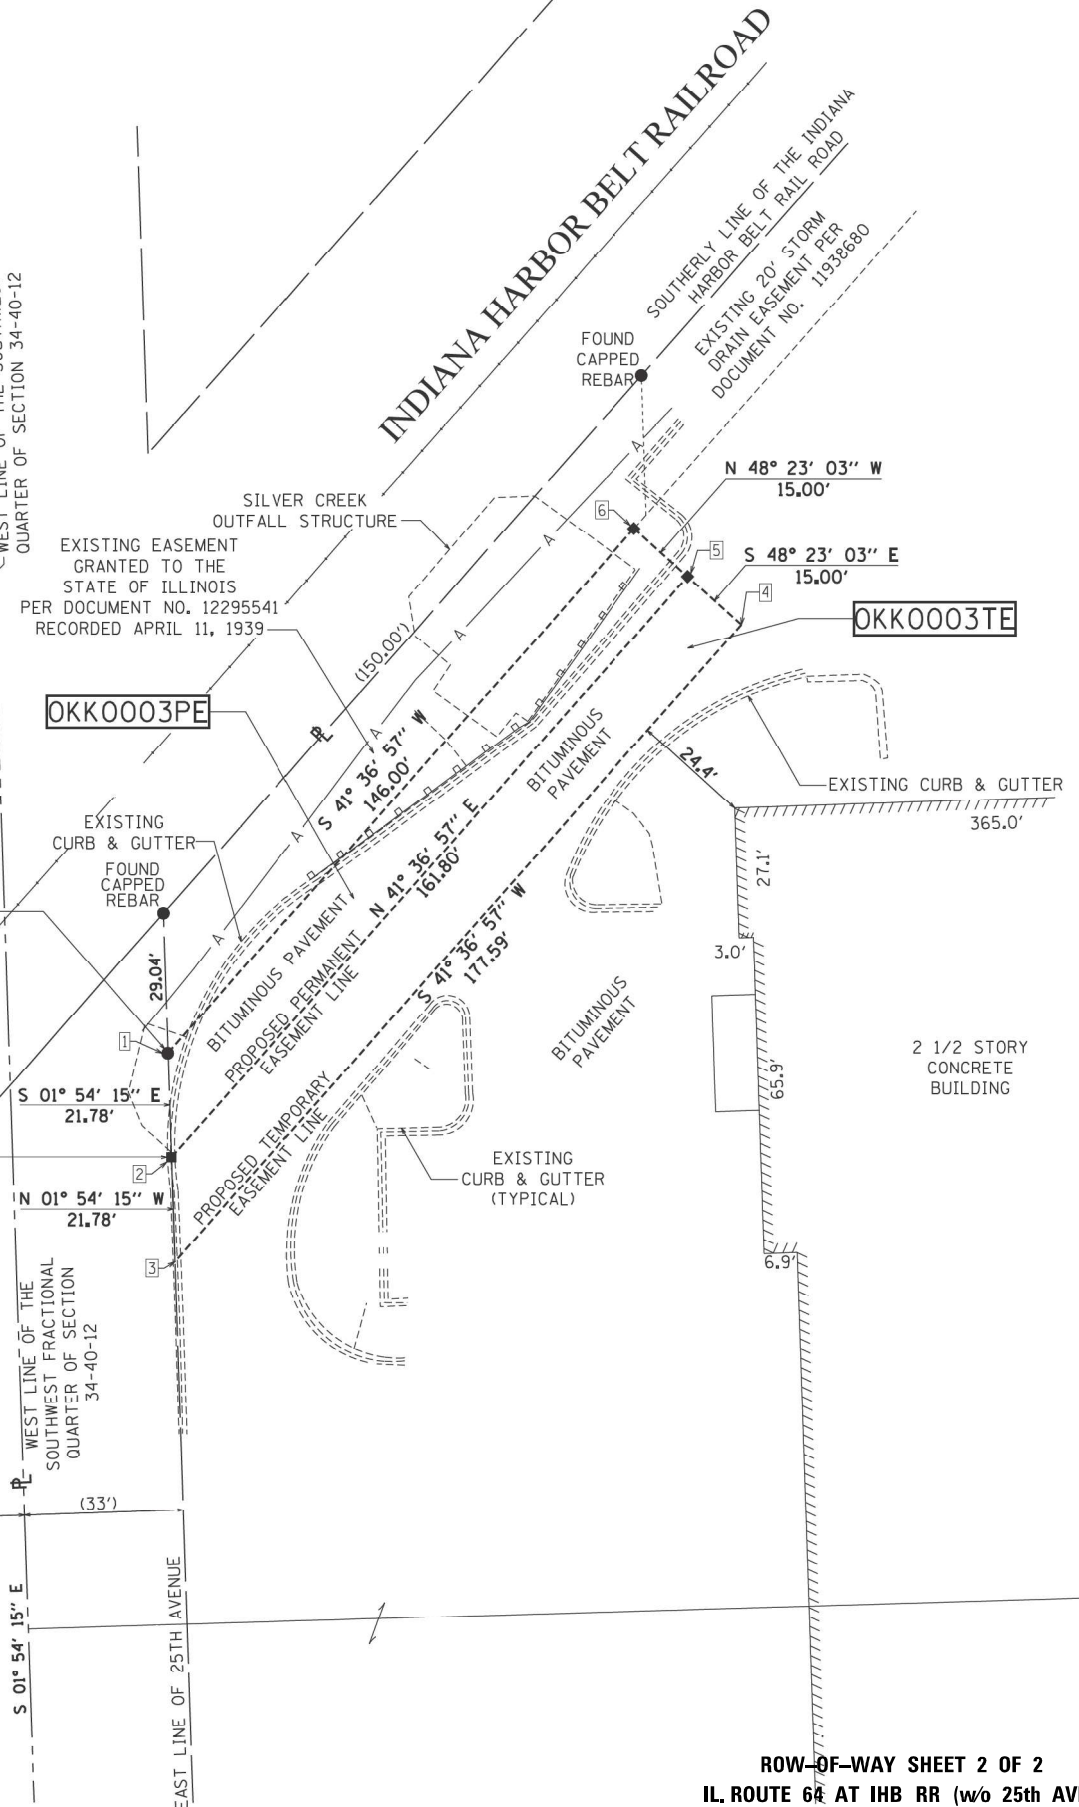 INDIANA HARBOR BELT RAILROAD
SOUTHERLY LINE OF THE INDIANA
HARBOR BELT RAIL ROAD
EXISTING 20' STORM
DRAIN EASEMENT PER
DOCUMENT NO. 11938680
QUARTER OF SECTION 34-40-12
FOUND
CAPPED
REBAR
A
N 48° 23' 03" W
15.00'
SILVER CREEK
OUTFALL STRUCTURE
6
A
5
S 48° 23' 03" E
15.00'
4
EXISTING EASEMENT
GRANTED TO THE
STATE OF ILLINOIS
PER DOCUMENT NO. 12295541
RECORDED APRIL 11, 1939
A
0KK0003TE
(150.00')
0KK0003PE
PL
A
S 41° 36' 57" W
146.00'
BITUMINOUS
PAVEMENT
24.4'
EXISTING CURB & GUTTER
365.0'
EXISTING
CURB & GUTTER
A
FOUND
CAPPED
REBAR
27.1'
N 41° 36' 57" E
161.80'
A
29.04'
BITUMINOUS PAVEMENT
PROPOSED PERMANENT
EASEMENT LINE
S 41° 36' 57" W
177.59'
3.0'
BITUMINOUS
PAVEMENT
1
2 1/2 STORY
CONCRETE
BUILDING
65.9'
S 01° 54' 15" E
21.78'
PROPOSED TEMPORARY
EASEMENT LINE
2
EXISTING
CURB & GUTTER
(TYPICAL)
N 01° 54' 15" W
21.78'
3
6.9'
WEST LINE OF THE
SOUTHWEST FRACTIONAL
QUARTER OF SECTION
34-40-12
PL
(33')
S 01° 54' 15" E
EAST LINE OF 25TH AVENUE
ROW-OF-WAY SHEET 2 OF 2
IL. ROUTE 64 AT IHB RR (w/o 25th AV